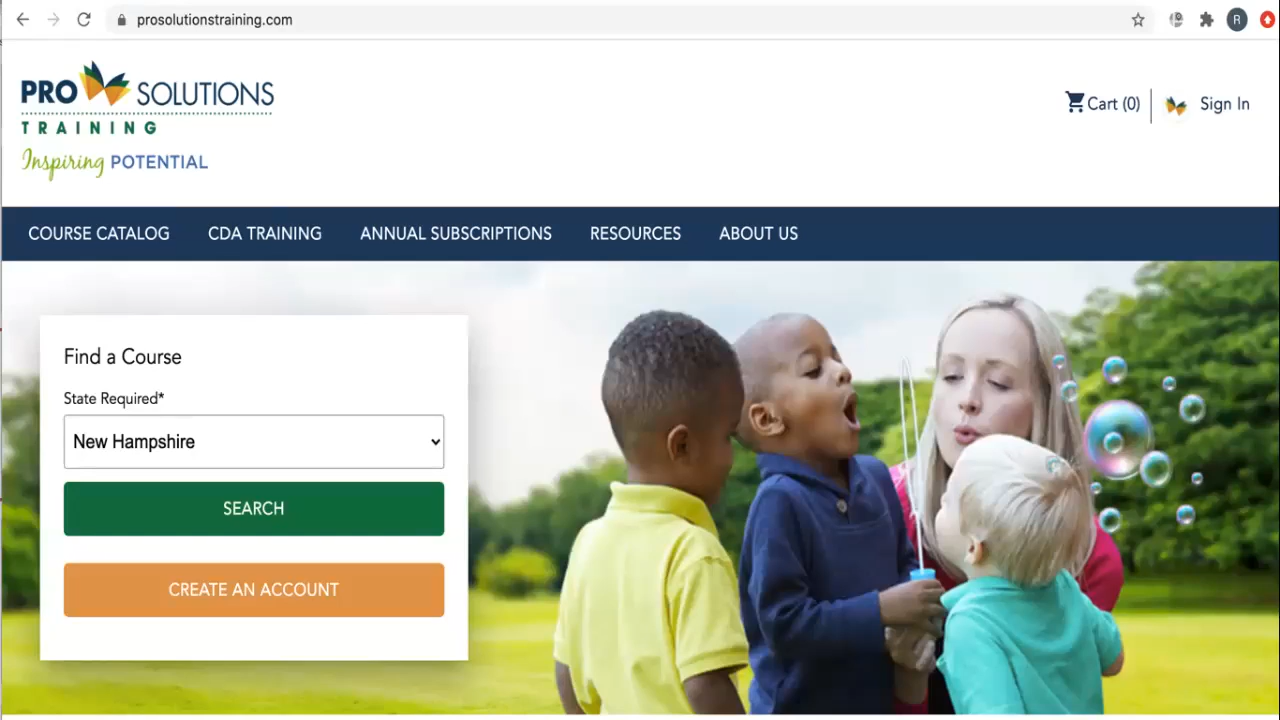 prosolutionstraining.com
R
PRO SOLUTIONS
TRAINING
Inspiring POTENTIAL
Cart (0)
Sign In
COURSE CATALOG
CDA TRAINING
ANNUAL SUBSCRIPTIONS
RESOURCES
ABOUT US
Find a Course
State Required*
New Hampshire
SEARCH
CREATE AN ACCOUNT